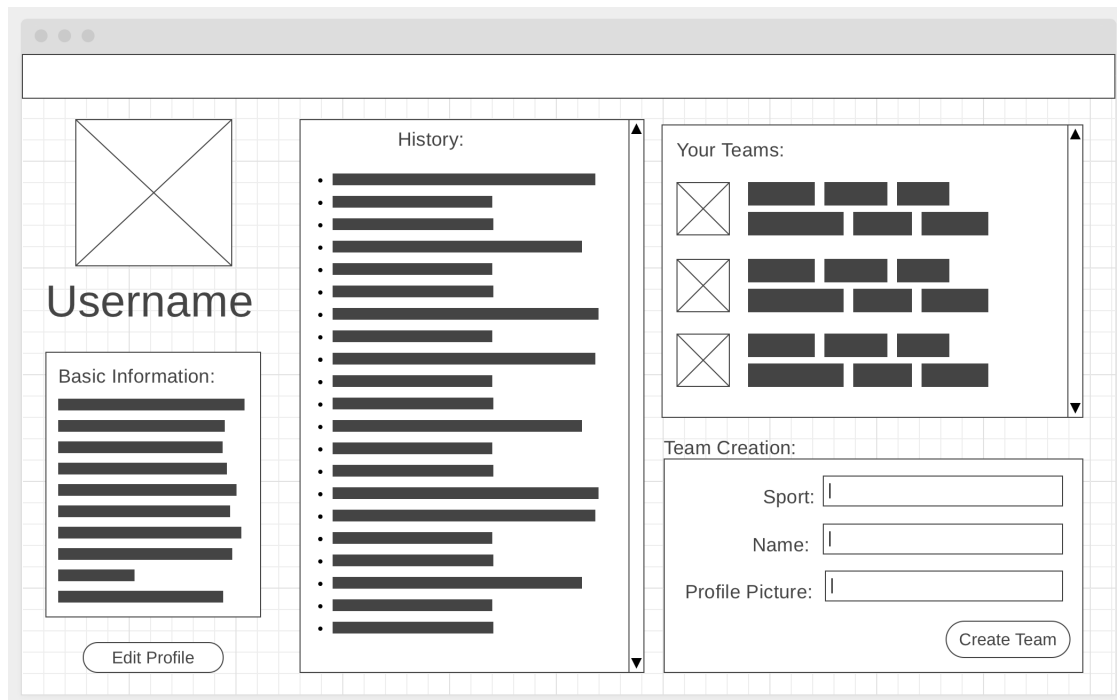 Username
Basic Information:
Edit Profile
History:
Your Teams:
Team Creation:
Sport:
Name:
Profile Picture:
Create Team